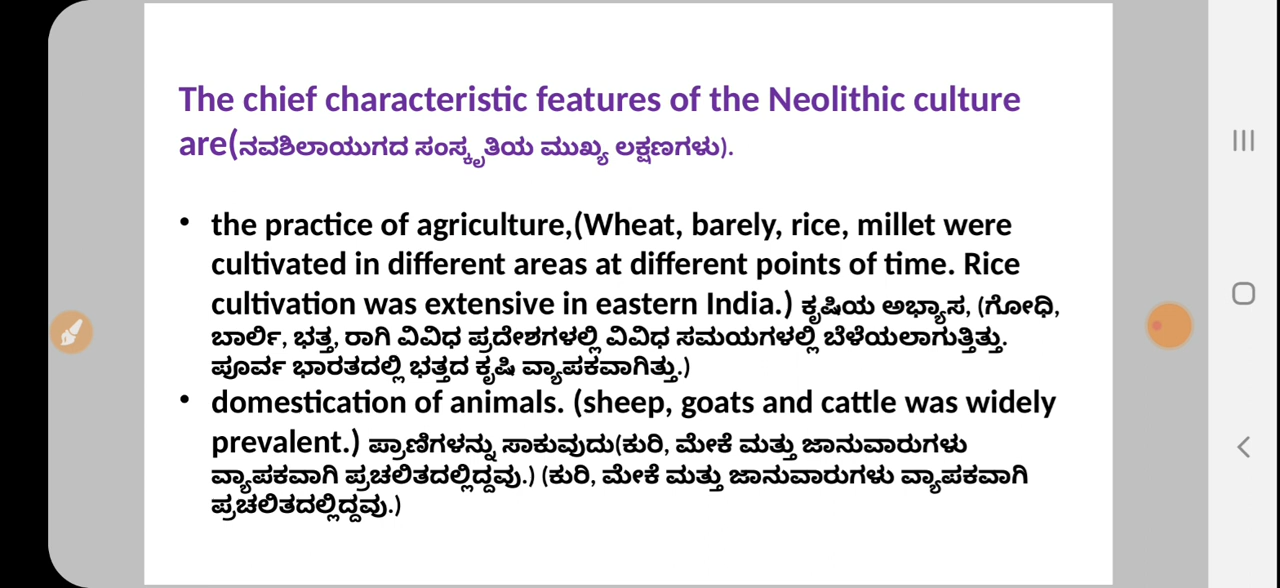 The chief characteristic features of the Neolithic culture
are(ನವಶಿಲಾಯುಗದ ಸಂಸ್ಕೃತಿಯ ಮುಖ್ಯ ಲಕ್ಷಣಗಳು).
• the practice of agriculture,(Wheat, barely, rice, millet were
cultivated in different areas at different points of time. Rice
cultivation was extensive in eastern India.) ಕೃಷಿಯ ಅಭ್ಯಾಸ, (ಗೋಧಿ,
ಬಾರ್ಲಿ, ಭತ್ತ, ರಾಗಿ ವಿವಿಧ ಪ್ರದೇಶಗಳಲ್ಲಿ ವಿವಿಧ ಸಮಯಗಳಲ್ಲಿ ಬೆಳೆಯಲಾಗುತ್ತಿತ್ತು.
ಪೂರ್ವ ಭಾರತದಲ್ಲಿ ಭತ್ತದ ಕೃಷಿ ವ್ಯಾಪಕವಾಗಿತ್ತು.)
• domestication of animals. (sheep, goats and cattle was widely
prevalent.) ಪ್ರಾಣಿಗಳನ್ನು ಸಾಕುವುದು(ಕುರಿ, ಮೇಕೆ ಮತ್ತು ಜಾನುವಾರುಗಳು
ವ್ಯಾಪಕವಾಗಿ ಪ್ರಚಲಿತದಲ್ಲಿದ್ದವು.) (ಕುರಿ, ಮೇಕೆ ಮತ್ತು ಜಾನುವಾರುಗಳು ವ್ಯಾಪಕವಾಗಿ
ಪ್ರಚಲಿತದಲ್ಲಿದ್ದವು.)